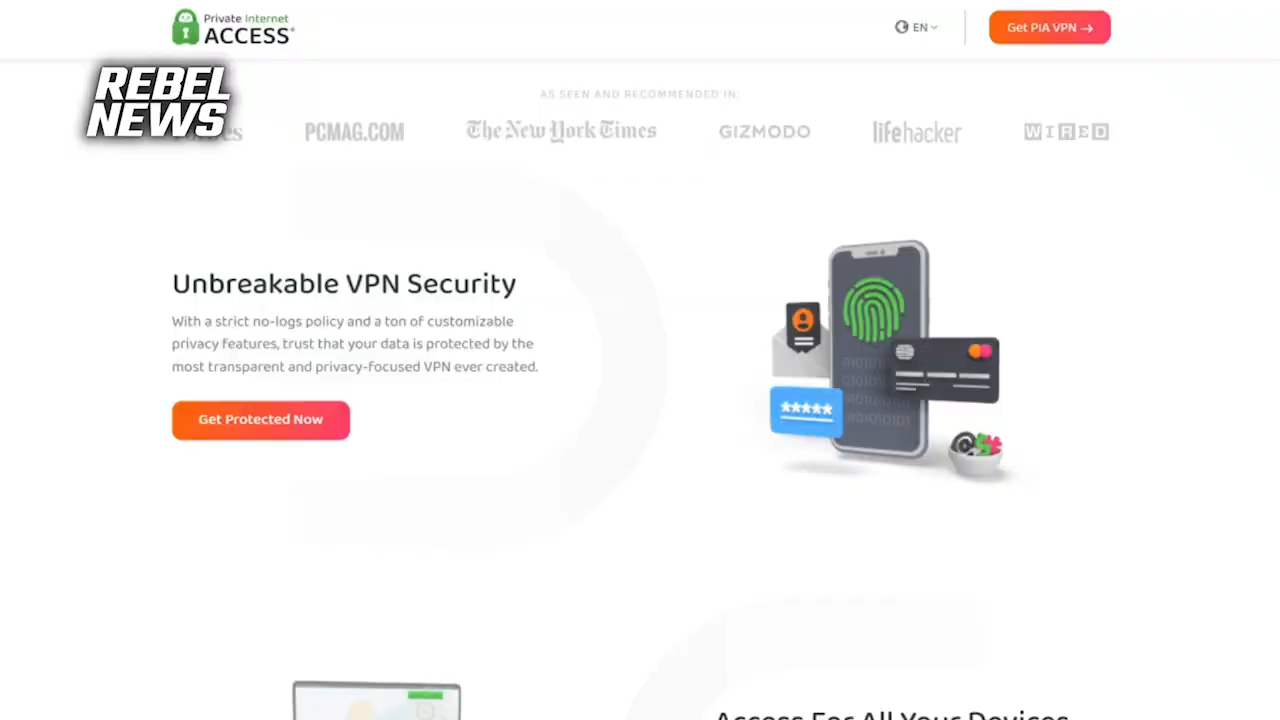 Private Internet
ACCESS®
EN
Get PIA VPN →
REBEL
NEWS
AS SEEN AND RECOMMENDED IN:
PCMAG.COM
The New York Times
GIZMODO
lifehacker
WIRED
Unbreakable VPN Security
With a strict no-logs policy and a ton of customizable
privacy features, trust that your data is protected by the
most transparent and privacy-focused VPN ever created.
Get Protected Now
*****
Access For All Your Devices